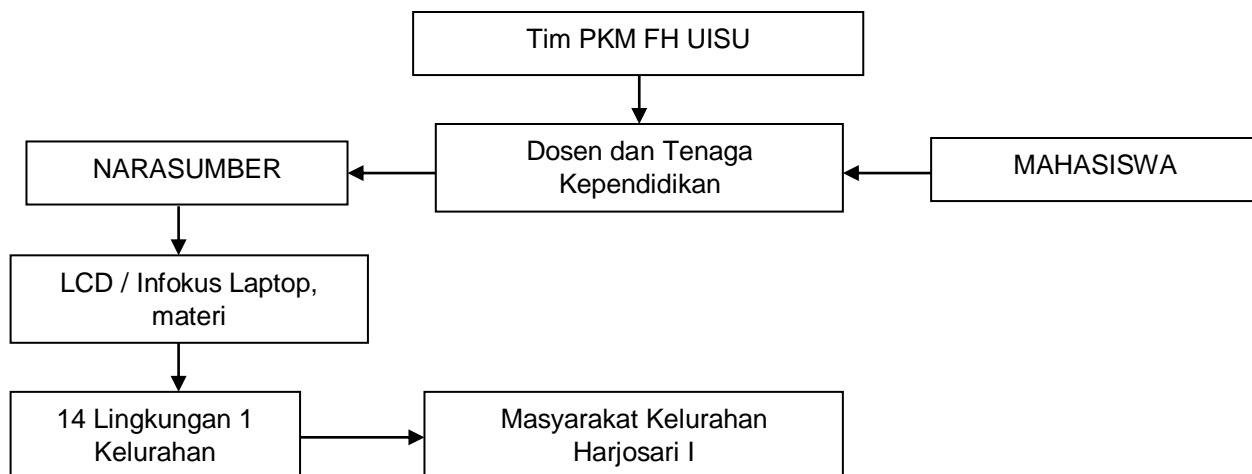 Tim PKM FH UISU
NARASUMBER
Dosen dan Tenaga
Kependidikan
MAHASISWA
LCD / Infokus Laptop,
materi
14 Lingkungan 1
Kelurahan
Masyarakat Kelurahan
Harjosari I